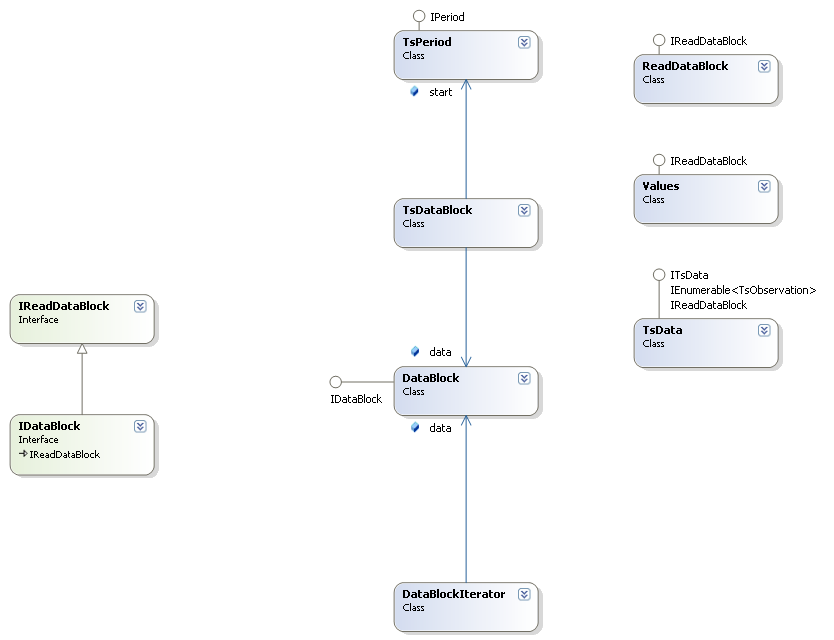 IPeriod
TsPeriod
Class
start
IReadDataBlock
ReadDataBlock
Class
IReadDataBlock
Values
Class
TsDataBlock
Class
ITsData
IEnumerable<TsObservation>
IReadDataBlock
TsData
Class
IReadDataBlock
Interface
data
DataBlock
Class
IDataBlock
data
IDataBlock
Interface
IReadDataBlock
DataBlockIterator
Class